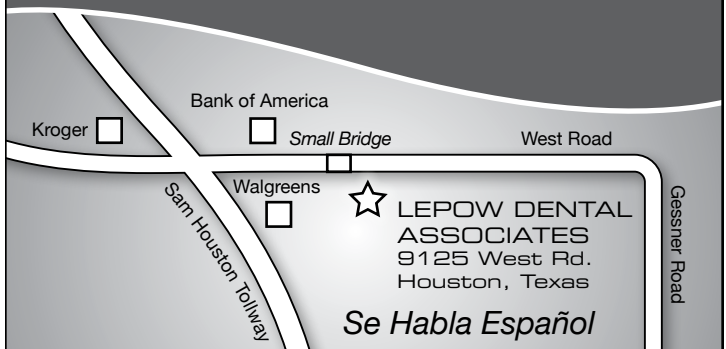 Bank of America
Kroger
Small Bridge
West Road
Walgreens
Sam Houston Tollway
Gessner Road
LEPOW DENTAL
ASSOCIATES
9125 West Rd.
Houston, Texas
Se Habla Español